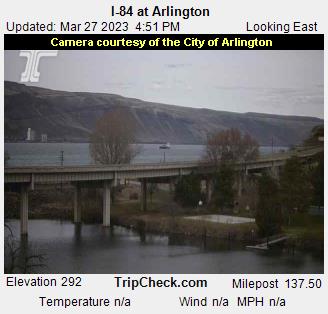 I-84 at Arlington
Updated: Mar 27 2023 4:51 PM Looking East
Camera courtesy of the City of Arlington
Elevation 292 TripCheck.com Milepost 137.50
Temperature n/a Wind n/a MPH n/a